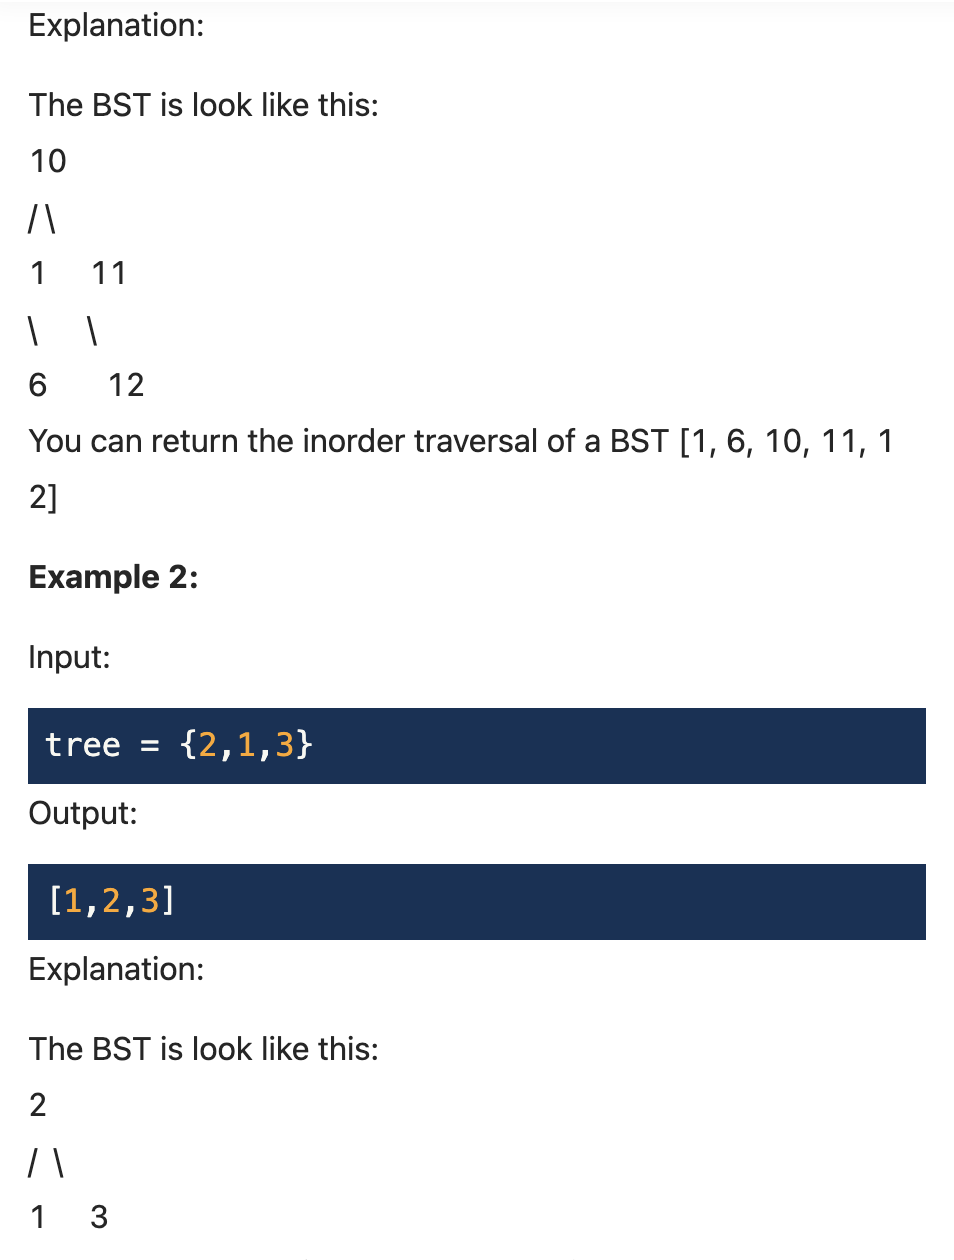 Explanation:
The BST is look like this:
10
/ \
1 11
\ \
6 12
You can return the inorder traversal of a BST [1, 6, 10, 11, 1
2]
Example 2:
Input:
tree = {2,1,3}
Output:
[1,2,3]
Explanation:
The BST is look like this:
2
/ \
1 3